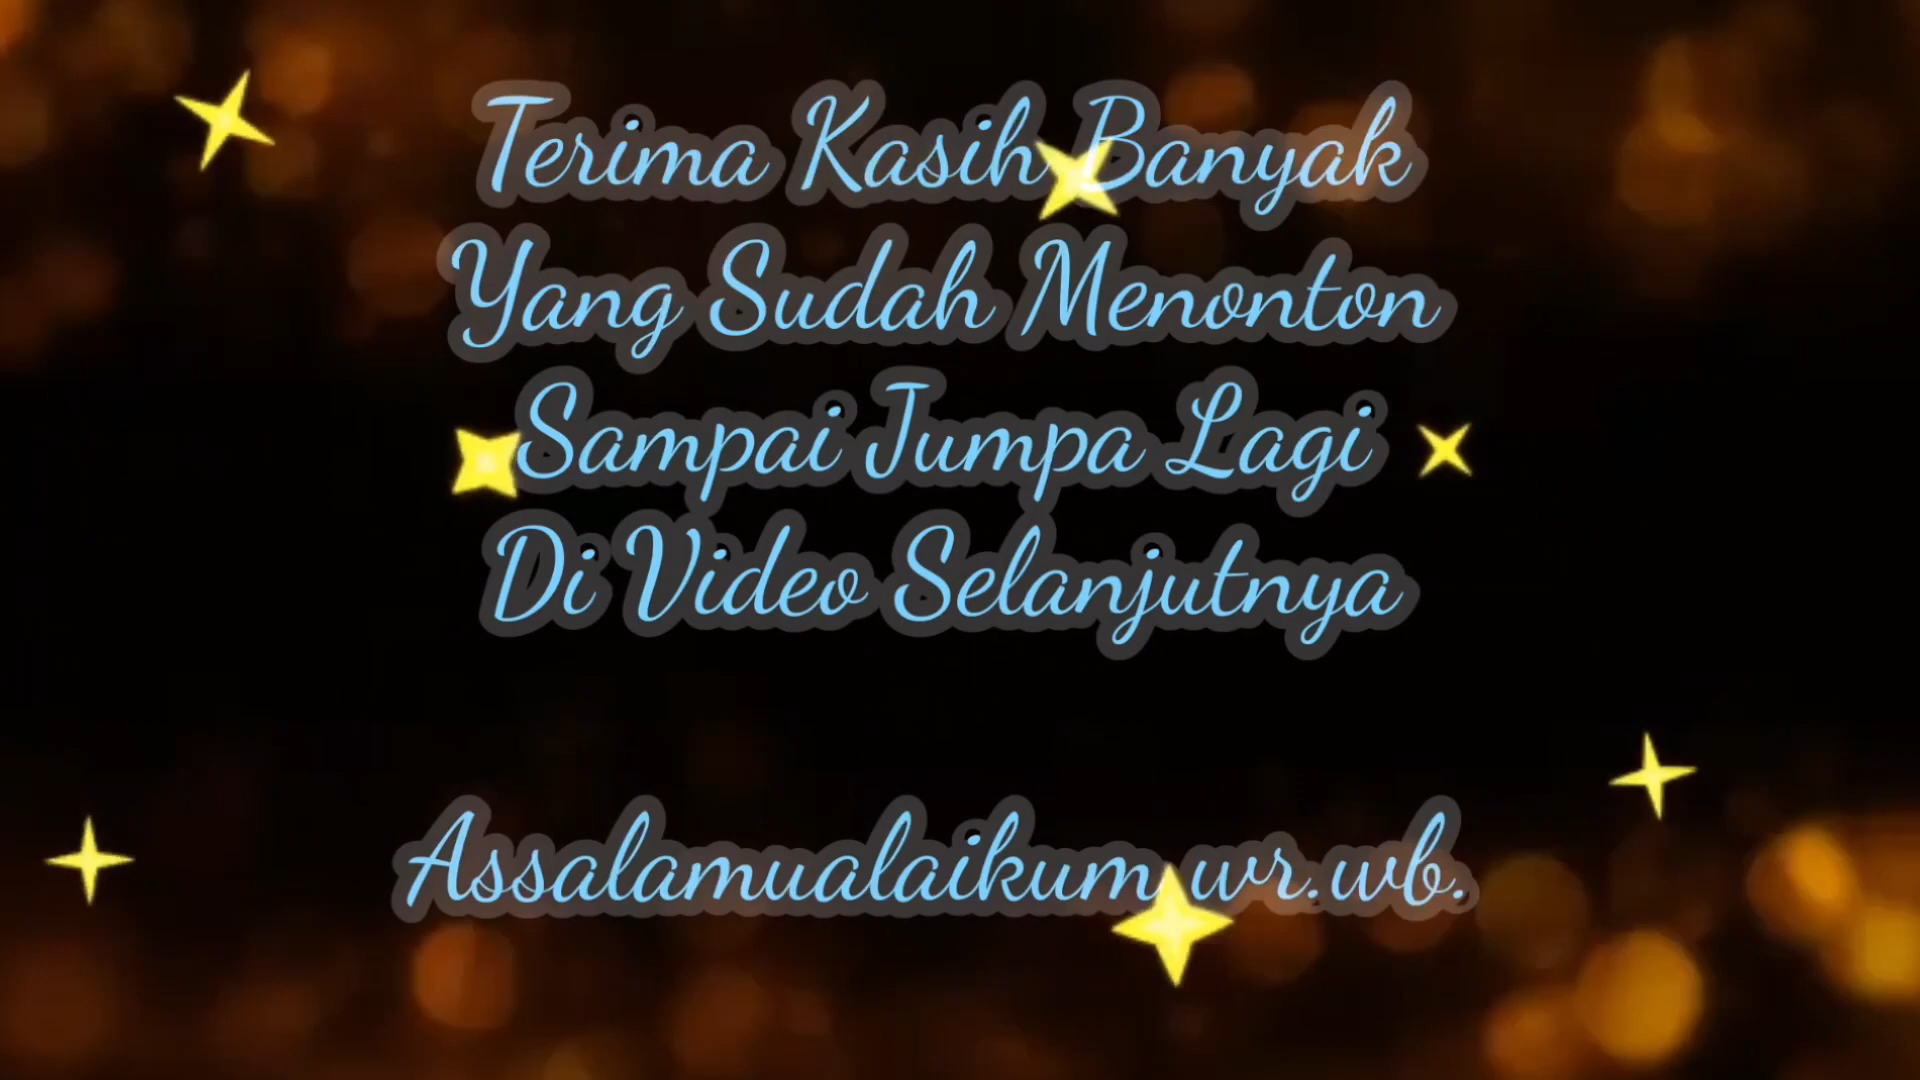 Terima Kasih Banyak
Yang Sudah Menonton
Sampai Jumpa Lagi
Di Video Selanjutnya
Assalamualaikum wr.wb.